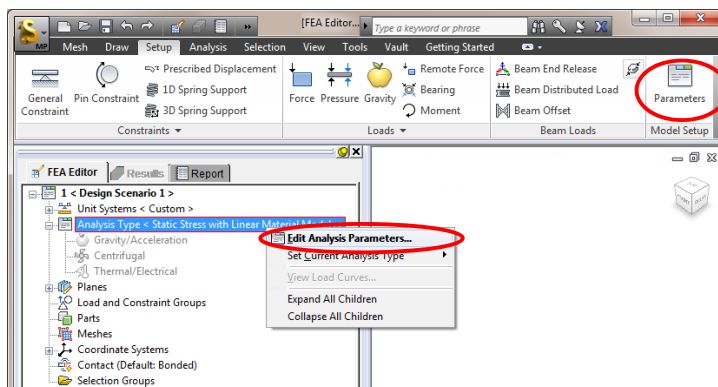 [FEA Editor...
Type a keyword or phrase
MP
Mesh Draw Setup Analysis Selection View Tools Vault Getting Started
General Constraint
Pin Constraint
Prescribed Displacement
1D Spring Support
3D Spring Support
Constraints
Force Pressure Gravity
Remote Force
Bearing
Moment
Loads
Beam End Release
Beam Distributed Load
Beam Offset
Beam Loads
Parameters
Model Setup
FEA Editor Results Report
1 < Design Scenario 1 >
Unit Systems < Custom >
Analysis Type < Static Stress with Linear Material
Gravity/Acceleration
Centrifugal
Thermal/Electrical
Planes
Load and Constraint Groups
Parts
Meshes
Coordinate Systems
Contact (Default: Bonded)
Selection Groups
Edit Analysis Parameters...
Set Current Analysis Type
View Load Curves...
Expand All Children
Collapse All Children